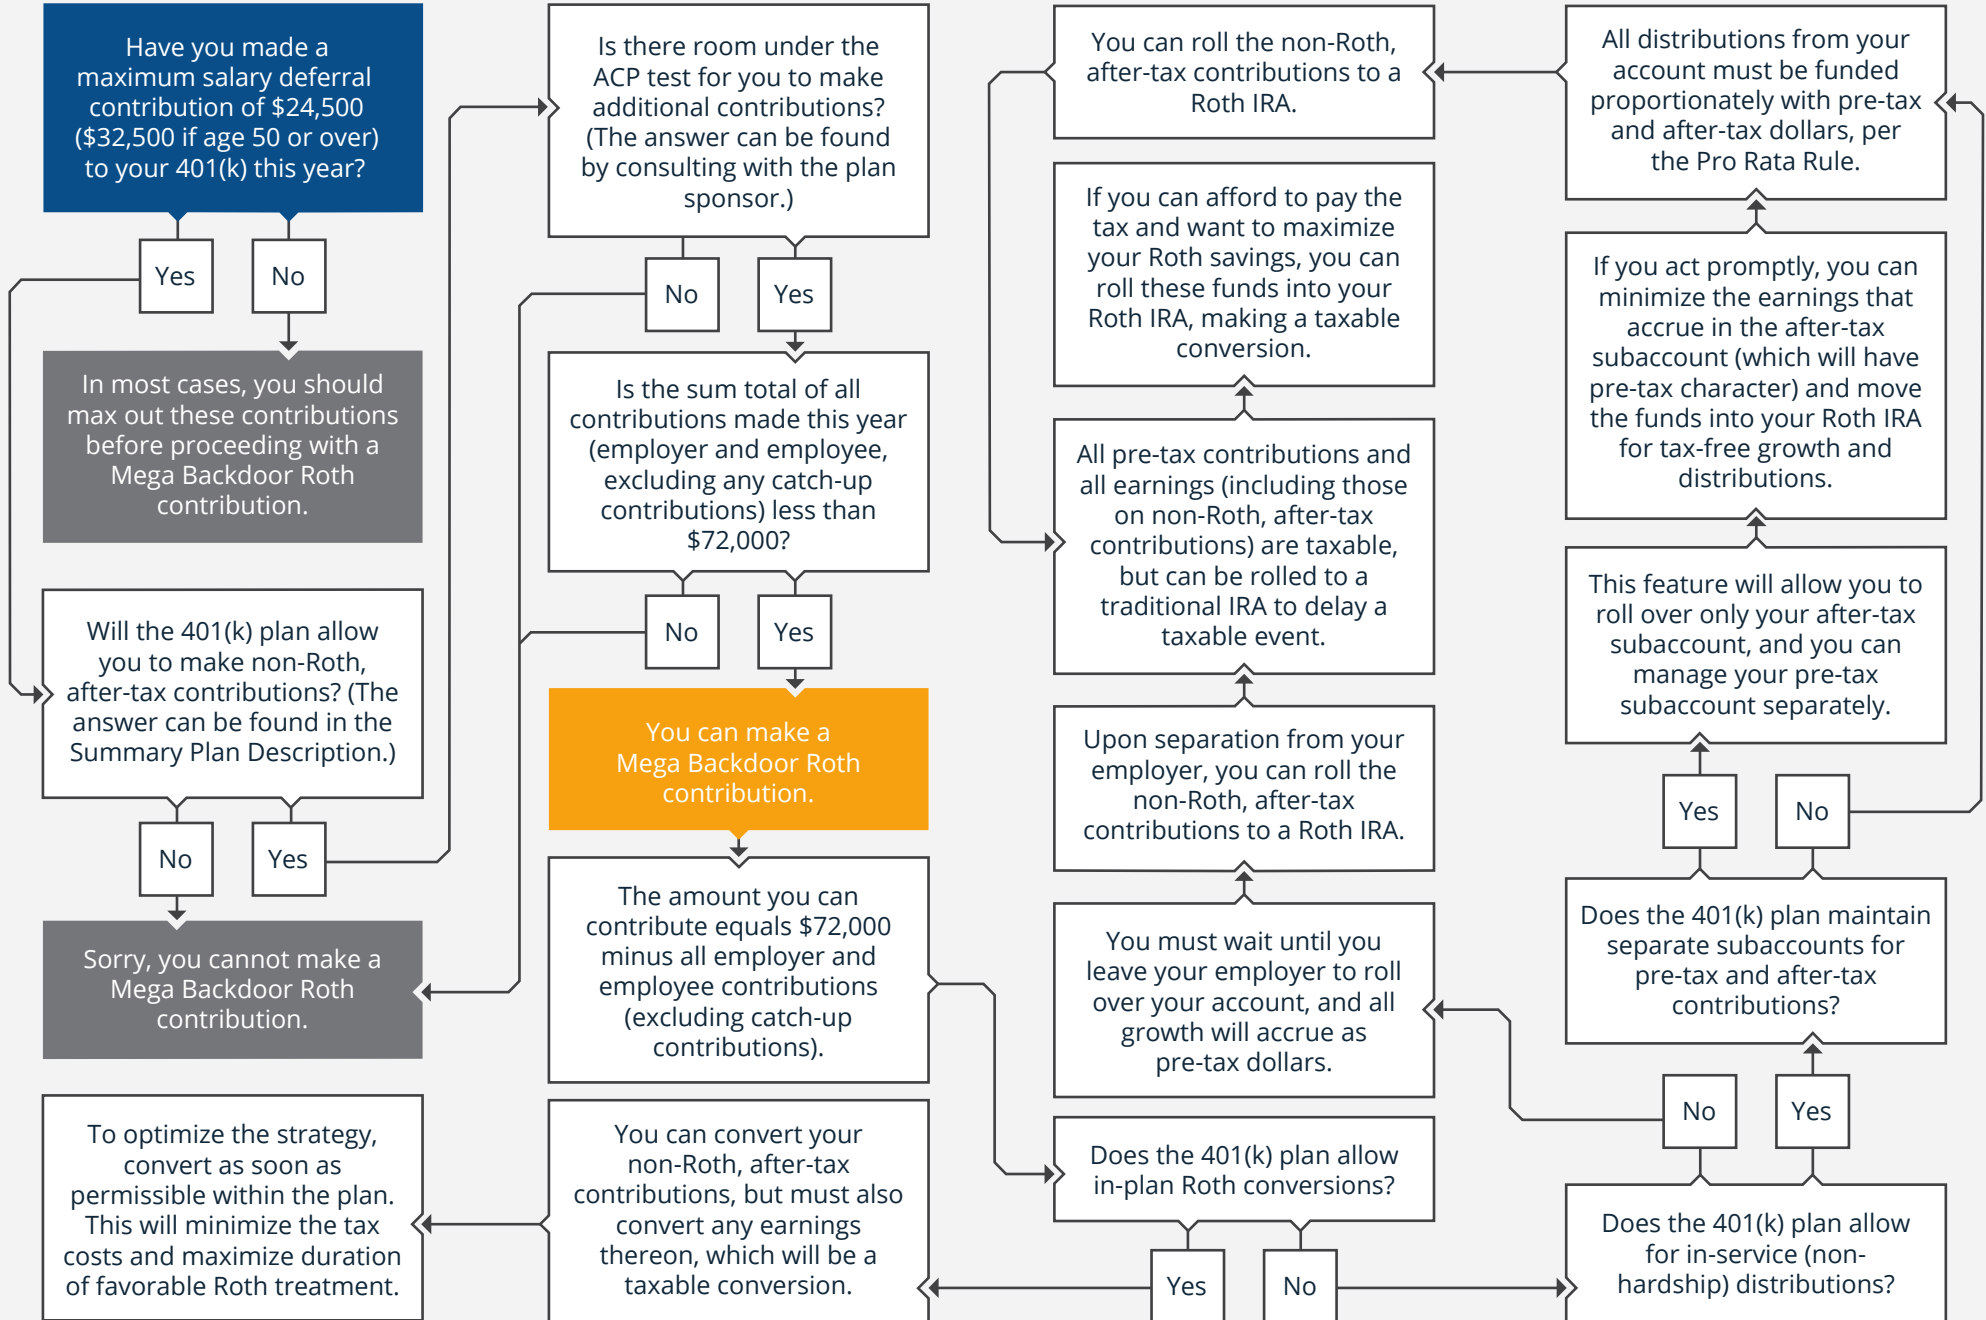 Have you made a
maximum salary deferral
contribution of $24,500
($32,500 if age 50 or over)
to your 401(k) this year?
Yes
No
In most cases, you should
max out these contributions
before proceeding with a
Mega Backdoor Roth
contribution.
Will the 401(k) plan allow
you to make non-Roth,
after-tax contributions? (The
answer can be found in the
Summary Plan Description.)
No
Yes
Sorry, you cannot make a
Mega Backdoor Roth
contribution.
Is there room under the
ACP test for you to make
additional contributions?
(The answer can be found
by consulting with the plan
sponsor.)
No
Yes
Is the sum total of all
contributions made this year
(employer and employee,
excluding any catch-up
contributions) less than
$72,000?
No
Yes
You can make a
Mega Backdoor Roth
contribution.
The amount you can
contribute equals $72,000
minus all employer and
employee contributions
(excluding catch-up
contributions).
Does the 401(k) plan allow
in-plan Roth conversions?
Yes
No
You can convert your
non-Roth, after-tax
contributions, but must also
convert any earnings
thereon, which will be a
taxable conversion.
To optimize the strategy,
convert as soon as
permissible within the plan.
This will minimize the tax
costs and maximize duration
of favorable Roth treatment.
Does the 401(k) plan allow
for in-service (non-
hardship) distributions?
No
Yes
You must wait until you
leave your employer to roll
over your account, and all
growth will accrue as
pre-tax dollars.
Upon separation from your
employer, you can roll the
non-Roth, after-tax
contributions to a Roth IRA.
All pre-tax contributions and
all earnings (including those
on non-Roth, after-tax
contributions) are taxable,
but can be rolled to a
traditional IRA to delay a
taxable event.
If you can afford to pay the
tax and want to maximize
your Roth savings, you can
roll these funds into your
Roth IRA, making a taxable
conversion.
Does the 401(k) plan maintain
separate subaccounts for
pre-tax and after-tax
contributions?
Yes
No
This feature will allow you to
roll over only your after-tax
subaccount, and you can
manage your pre-tax
subaccount separately.
If you act promptly, you can
minimize the earnings that
accrue in the after-tax
subaccount (which will have
pre-tax character) and move
the funds into your Roth IRA
for tax-free growth and
distributions.
All distributions from your
account must be funded
proportionately with pre-tax
and after-tax dollars, per
the Pro Rata Rule.
You can roll the non-Roth,
after-tax contributions to a
Roth IRA.